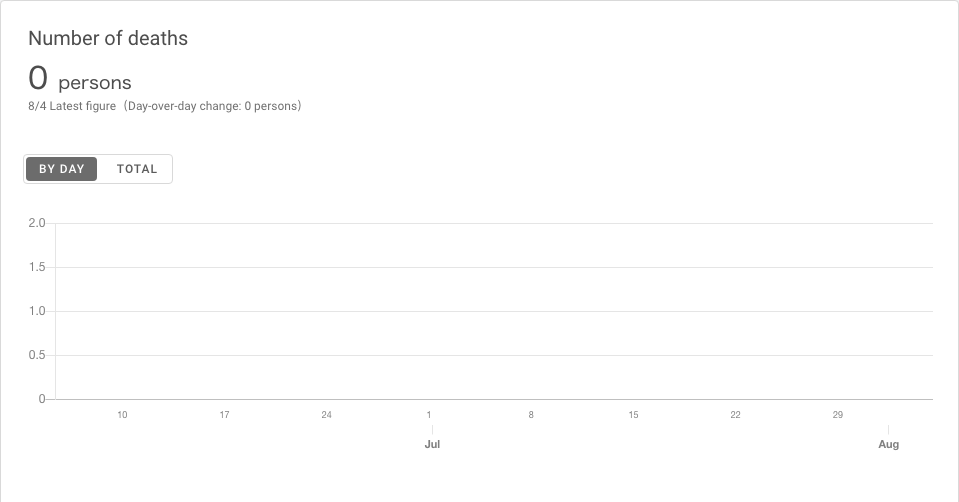 Number of deaths
0 persons
8/4 Latest figure（Day-over-day change: 0 persons）
BY DAY TOTAL
2.0
1.5
1.0
0.5
0
10 17 24 1 8 15 22 29
Jul Aug